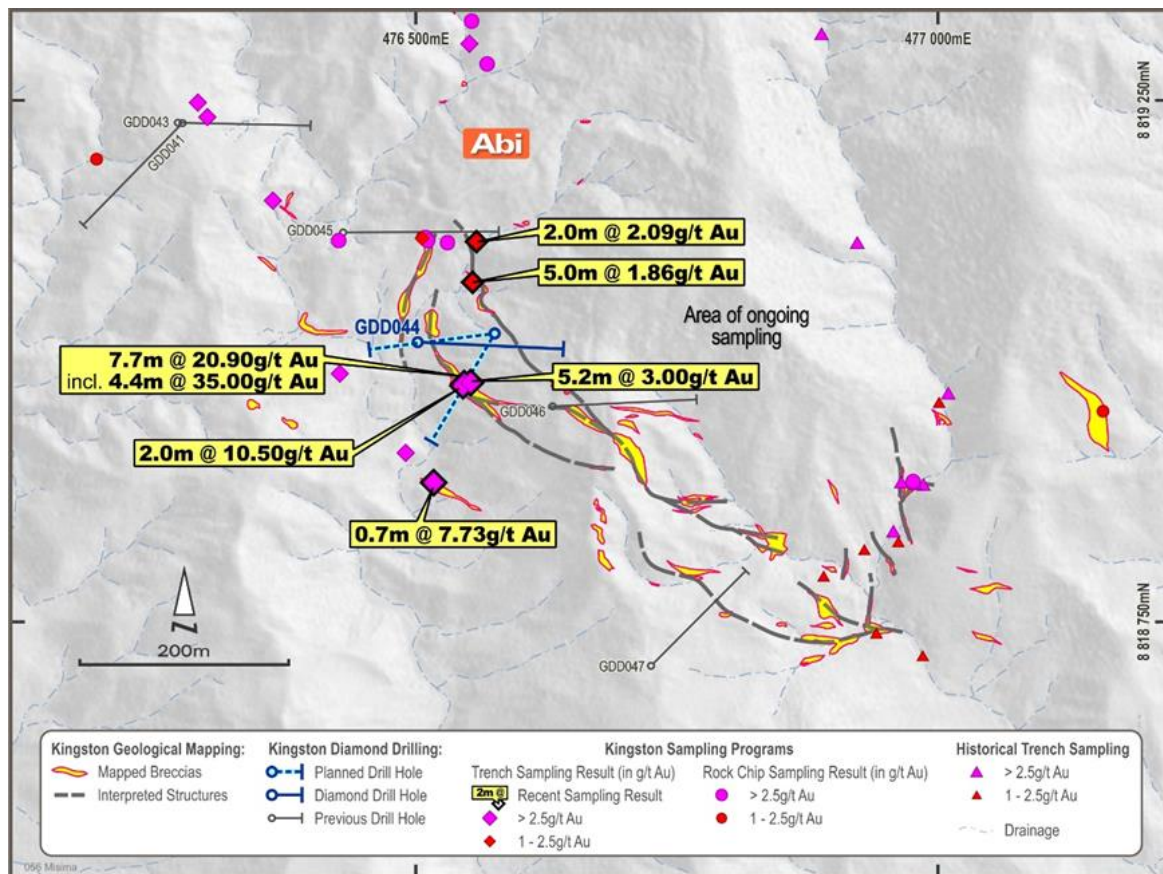 476 500mE
477 000mE
8 819 250mN
GDD043
GDD041
Abi
GDD045
2.0m @ 2.09g/t Au
5.0m @ 1.86g/t Au
Area of ongoing
sampling
GDD044
7.7m @ 20.90g/t Au
incl. 4.4m @ 35.00g/t Au
5.2m @ 3.00g/t Au
GDD046
2.0m @ 10.50g/t Au
0.7m @ 7.73g/t Au
8 818 750mN
GDD047
N
200m
Kingston Geological Mapping:
Mapped Breccias
Interpreted Structures
Kingston Diamond Drilling:
Planned Drill Hole
Diamond Drill Hole
Previous Drill Hole
Kingston Sampling Programs
Trench Sampling Result (in g/t Au)
2m @
Recent Sampling Result
> 2.5g/t Au
1 - 2.5g/t Au
Rock Chip Sampling Result (in g/t Au)
> 2.5g/t Au
1 - 2.5g/t Au
Historical Trench Sampling
> 2.5g/t Au
1 - 2.5g/t Au
Drainage
056 Misima